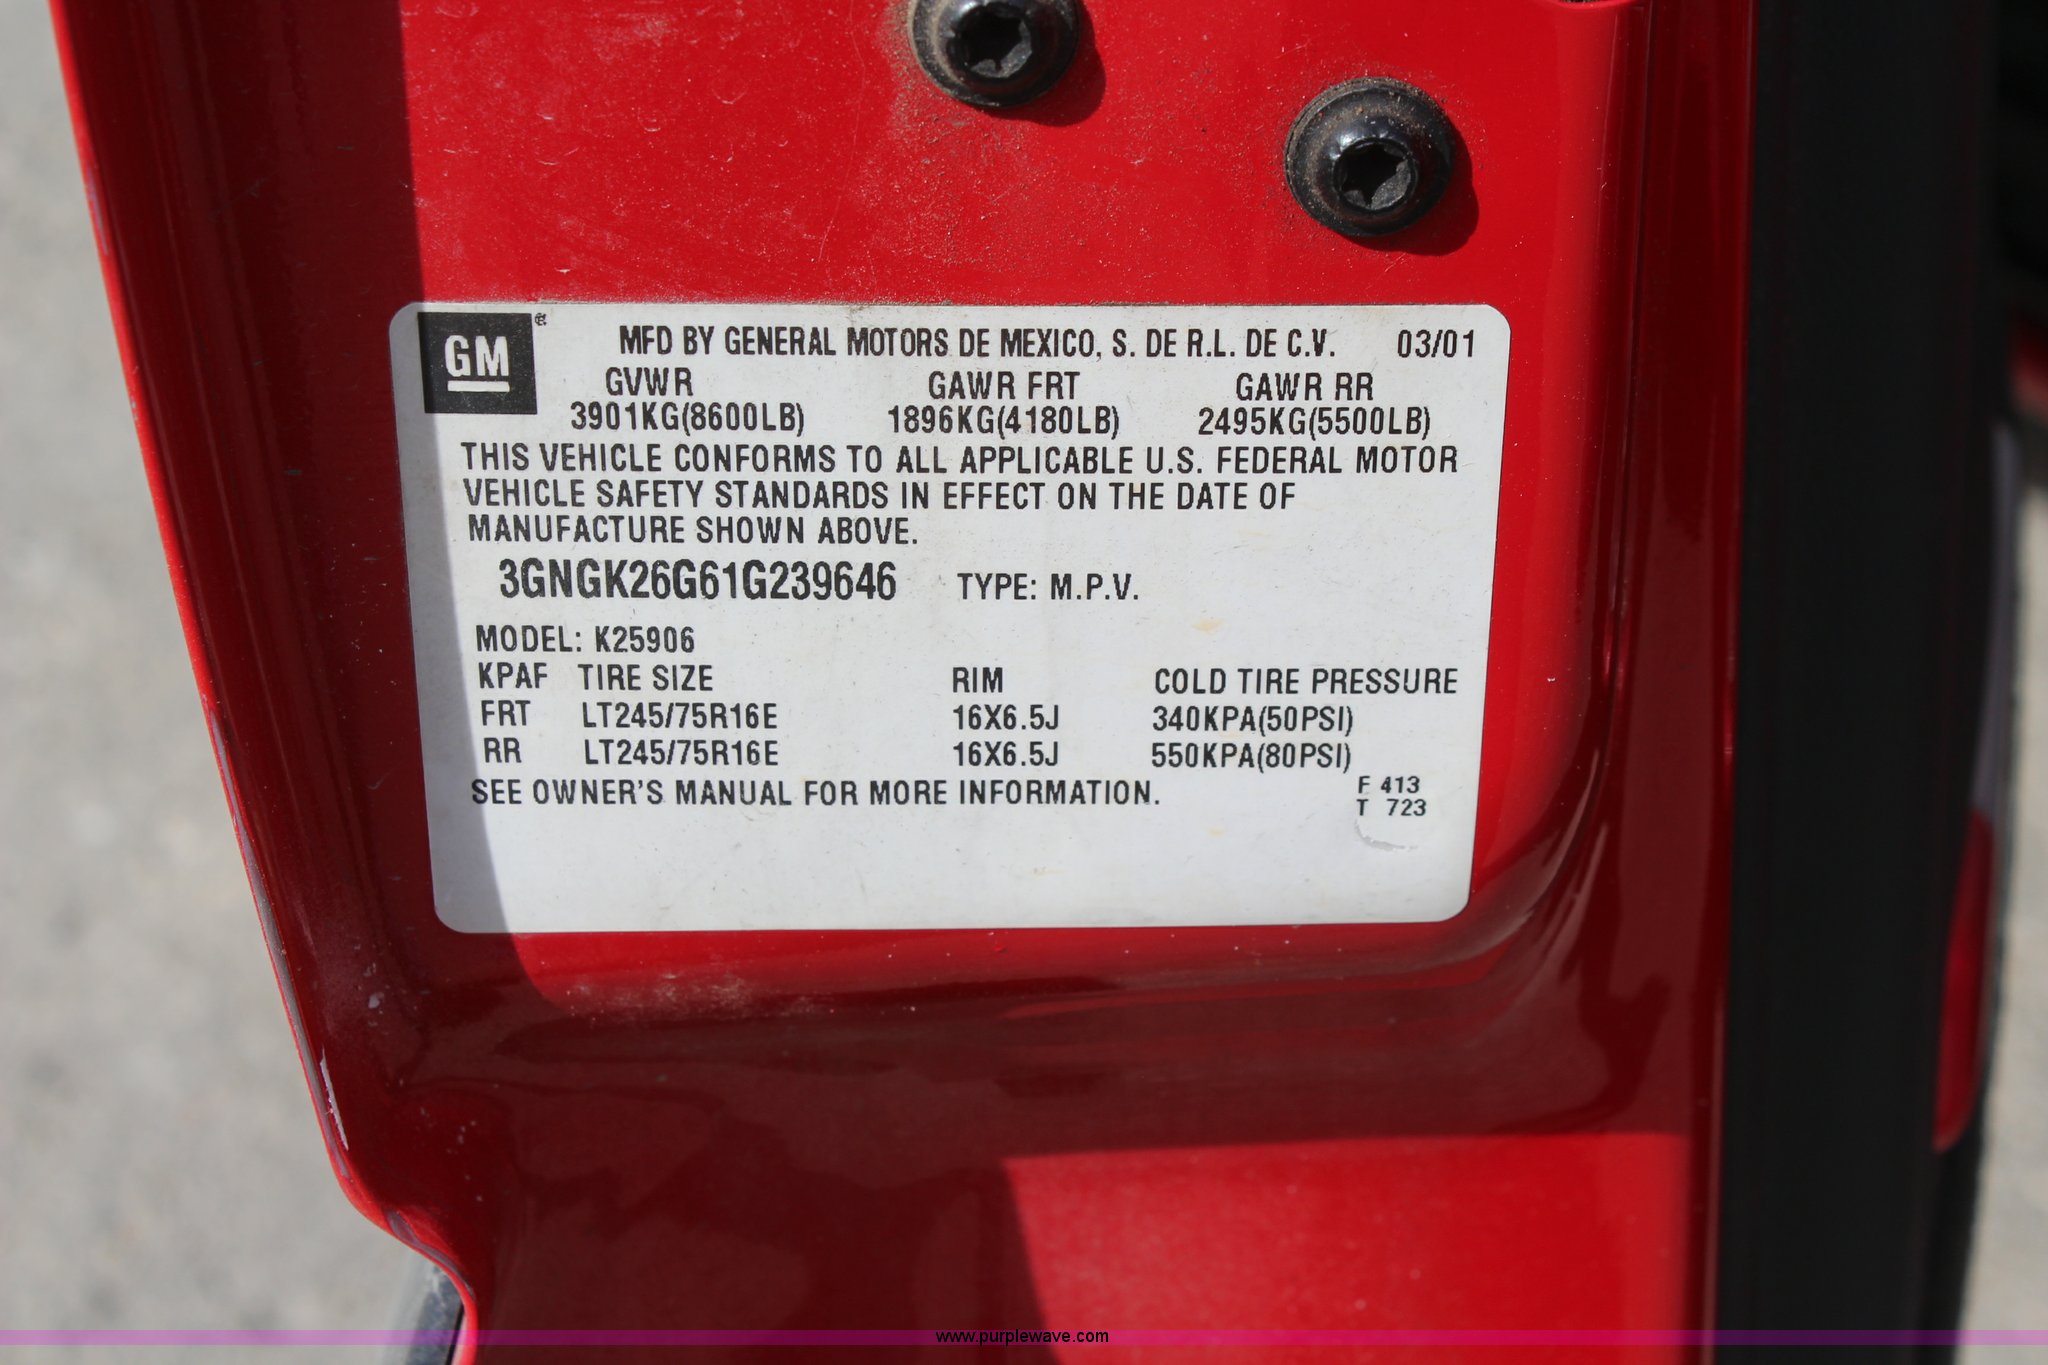 GM
MFD BY GENERAL MOTORS DE MEXICO, S. DE R.L. DE C.V. 03/01
GVWR GAWR FRT GAWR RR
3901KG(8600LB) 1896KG(4180LB) 2495KG(5500LB)
THIS VEHICLE CONFORMS TO ALL APPLICABLE U.S. FEDERAL MOTOR
VEHICLE SAFETY STANDARDS IN EFFECT ON THE DATE OF
MANUFACTURE SHOWN ABOVE.
3GNGK26G61G239646 TYPE: M.P.V.
MODEL: K25906
KPAF TIRE SIZE RIM COLD TIRE PRESSURE
FRT LT245/75R16E 16X6.5J 340KPA(50PSI)
RR LT245/75R16E 16X6.5J 550KPA(80PSI)
SEE OWNER'S MANUAL FOR MORE INFORMATION.
F 413
T 723
www.purplewave.com